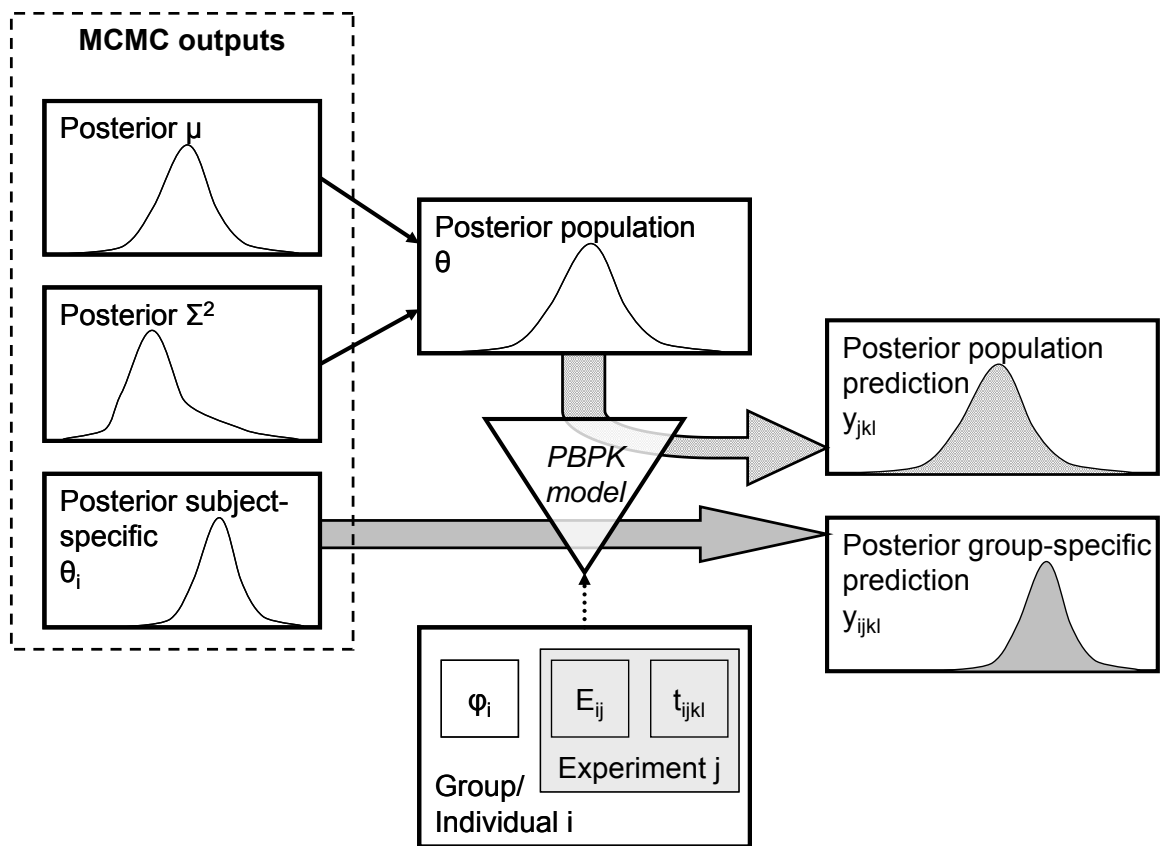 MCMC outputs
Posterior μ
Posterior Σ²
Posterior subject-
specific
θi
Posterior population
θ
PBPK
model
Posterior population
prediction
yjkl
Posterior group-specific
prediction
yijkl
φi
Eij
tijkl
Experiment j
Group/
Individual i